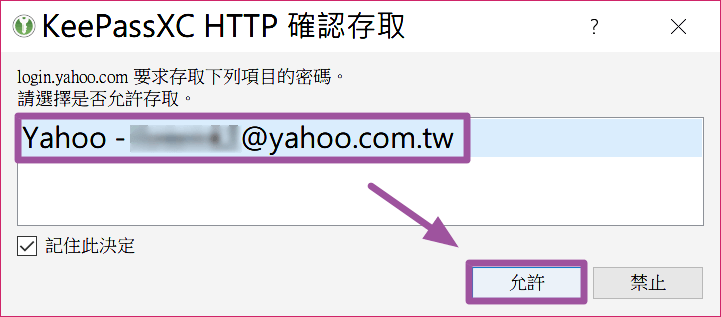 KeePassXC HTTP 確認存取
?
login.yahoo.com 要求存取下列項目的密碼。
請選擇是否允許存取。
Yahoo - @yahoo.com.tw
記住此決定
允許
禁止